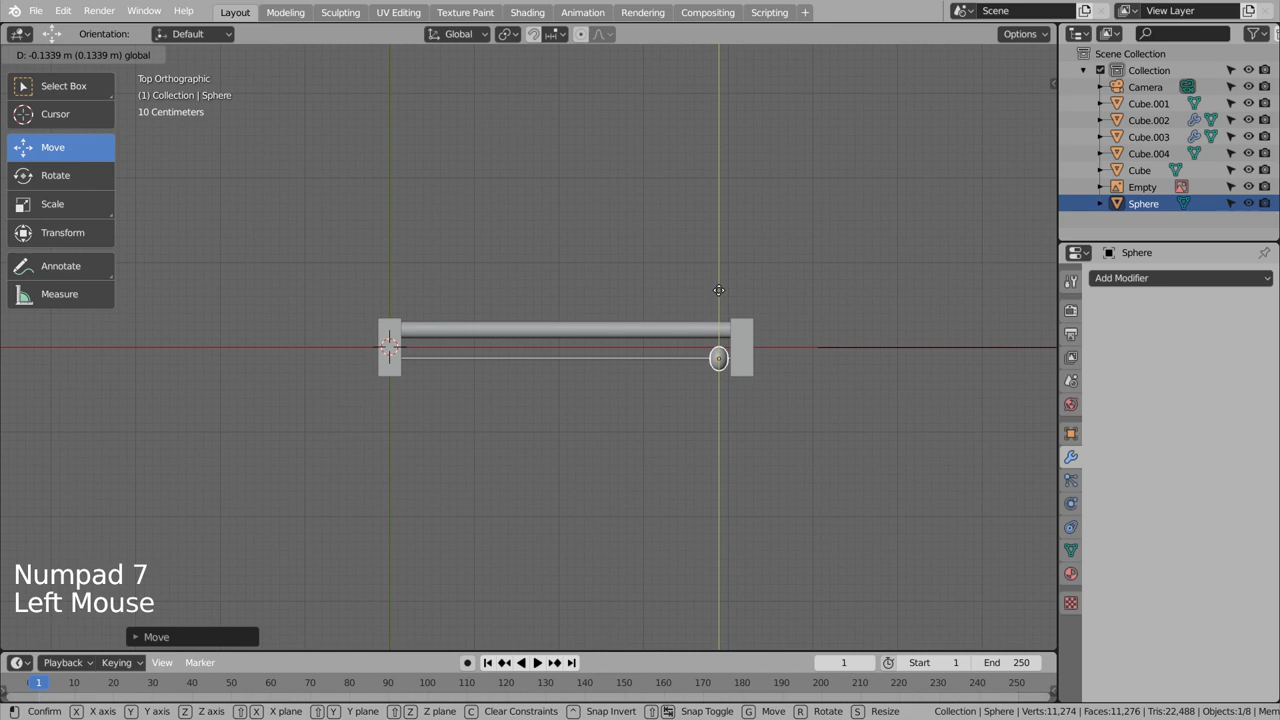 File Edit Render Window Help Layout Modeling Sculpting UV Editing Texture Paint Shading Animation Rendering Compositing Scripting + Scene View Layer
Orientation: Default Global Options
D: -0.1339 m (0.1339 m) global
Scene Collection
Collection
Top Orthographic
(1) Collection | Sphere
10 Centimeters
Select Box
Cursor
Move
Rotate
Scale
Transform
Annotate
Measure
Camera
Cube.001
Cube.002
Cube.003
Cube.004
Cube
Empty
Sphere
Sphere
Add Modifier
Numpad 7
Left Mouse
Move
Playback Keying View Marker 1 Start 1 End 250
1 10 20 30 40 50 60 70 80 90 100 110 120 130 140 150 160 170 180 190 200 210 220 230 240 250
Confirm X X axis Y Y axis Z Z axis X X plane Y Y plane Z Z plane C Clear Constraints Snap Invert Snap Toggle G Move R Rotate S Resize Collection | Sphere | Verts:11,274 | Faces:11,276 | Tris:22,488 | Objects:1/8 | Mem